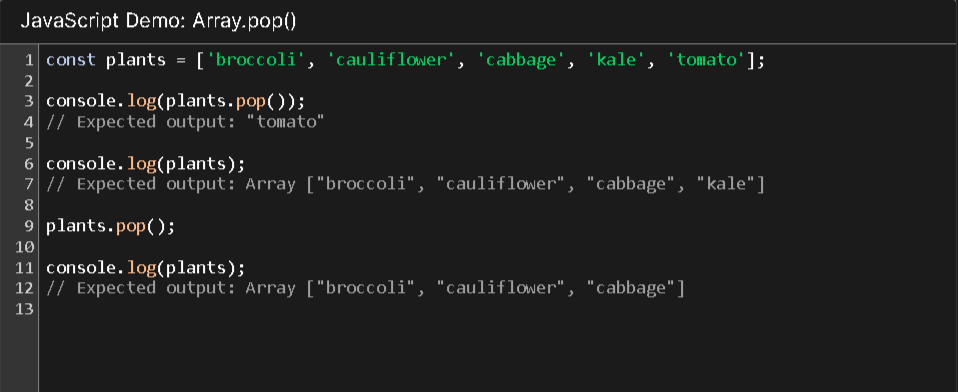 JavaScript Demo: Array.pop()
1 const plants = ['broccoli', 'cauliflower', 'cabbage', 'kale', 'tomato'];
2
3 console.log(plants.pop());
4 // Expected output: "tomato"
5
6 console.log(plants);
7 // Expected output: Array ["broccoli", "cauliflower", "cabbage", "kale"]
8
9 plants.pop();
10
11 console.log(plants);
12 // Expected output: Array ["broccoli", "cauliflower", "cabbage"]
13